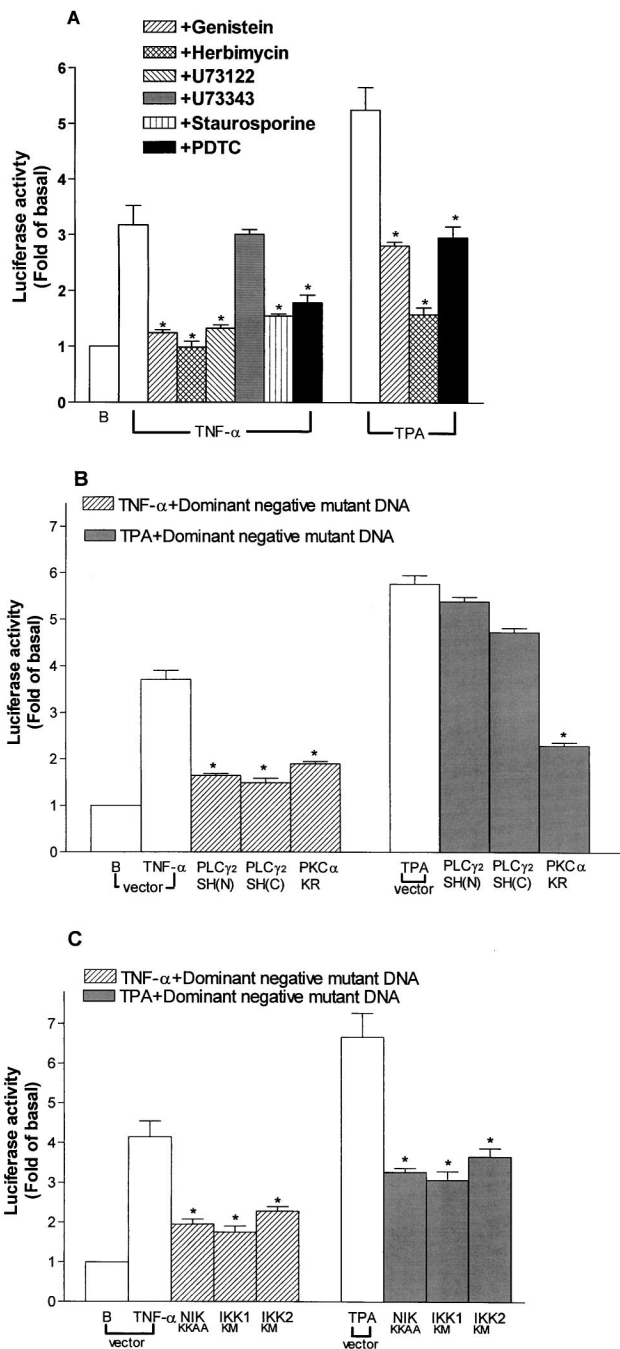 A
+Genistein
+Herbimycin
+U73122
+U73343
+Staurosporine
+PDTC
Luciferase activty
(Fold of basal)
6
5
4
3
2
1
0
* * * * *
* * *
B
TNF-α
TPA
B
TNF-α+Dominant negative mutant DNA
TPA+Dominant negative mutant DNA
Luciferase activity
(Fold of basal)
7
6
5
4
3
2
1
0
* * * *
B TNF-α PLCγ2 PLCγ2 PKCα TPA PLCγ2 PLCγ2 PKCα
vector SH(N) SH(C) KR vector SH(N) SH(C) KR
C
TNF-α+Dominant negative mutant DNA
TPA+Dominant negative mutant DNA
Luciferase activity
(Fold of basal)
7
6
5
4
3
2
1
0
* * * * * *
B TNF-α NIK IKK1 IKK2 TPA NIK IKK1 IKK2
KKAA KM KM KKAA KM KM
vector vector